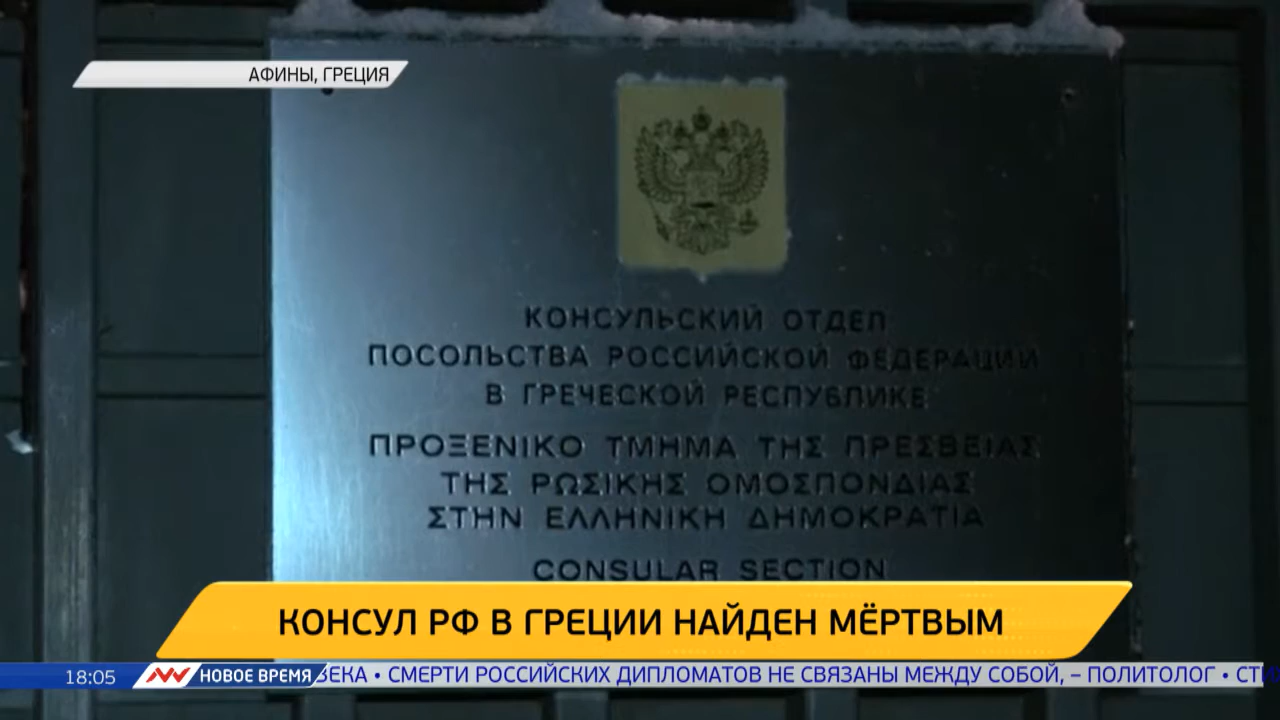 АФИНЫ, ГРЕЦИЯ
КОНСУЛЬСКИЙ ОТДЕЛ
ПОСОЛЬСТВА РОССИЙСКОЙ ФЕДЕРАЦИИ
В ГРЕЧЕСКОЙ РЕСПУБЛИКЕ
ΠΡΟΞΕΝΙΚΟ ΤΜΗΜΑ ΤΗΣ ΠΡΕΣΒΕΙΑΣ
ΤΗΣ ΡΩΣΙΚΗΣ ΟΜΟΣΠΟΝΔΙΑΣ
ΣΤΗΝ ΕΛΛΗΝΙΚΗ ΔΗΜΟΚΡΑΤΙΑ
CONSULAR SECTION
КОНСУЛ РФ В ГРЕЦИИ НАЙДЕН МЁРТВЫМ
18:05 НОВОЕ ВРЕМЯ • СМЕРТИ РОССИЙСКИХ ДИПЛОМАТОВ НЕ СВЯЗАНЫ МЕЖДУ СОБОЙ, – ПОЛИТОЛОГ •